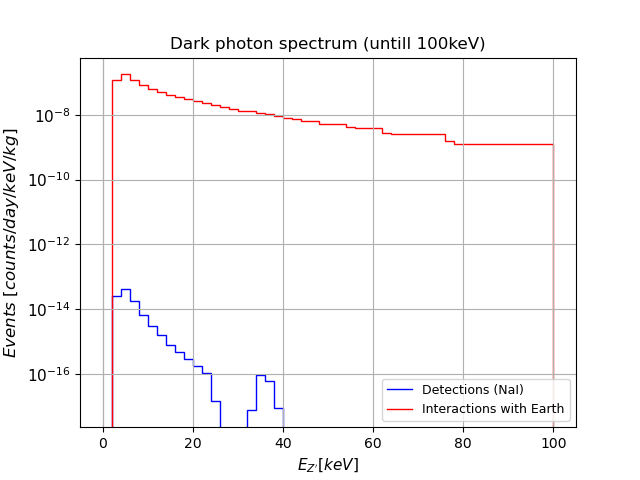 Dark photon spectrum (untill 100keV)
Events [counts/day/keV/kg]
10⁻⁸
10⁻¹⁰
10⁻¹²
10⁻¹⁴
10⁻¹⁶
Detections (NaI)
Interactions with Earth
0 20 40 60 80 100
E_Z′[keV]